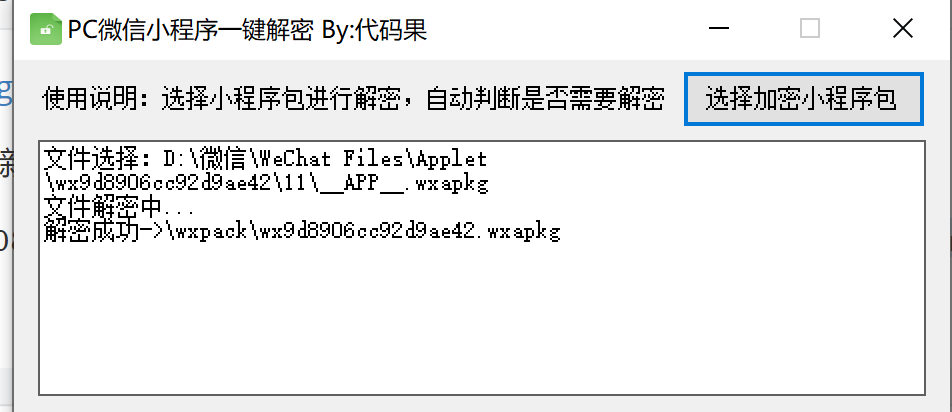 PC微信小程序一键解密 By:代码果
使用说明：选择小程序包进行解密，自动判断是否需要解密
选择加密小程序包
文件选择：D:\微信\WeChat Files\Applet
\wx9d8906cc92d9ae42\11\__APP__.wxapkg
文件解密中...
解密成功->\wxpack\wx9d8906cc92d9ae42.wxapkg